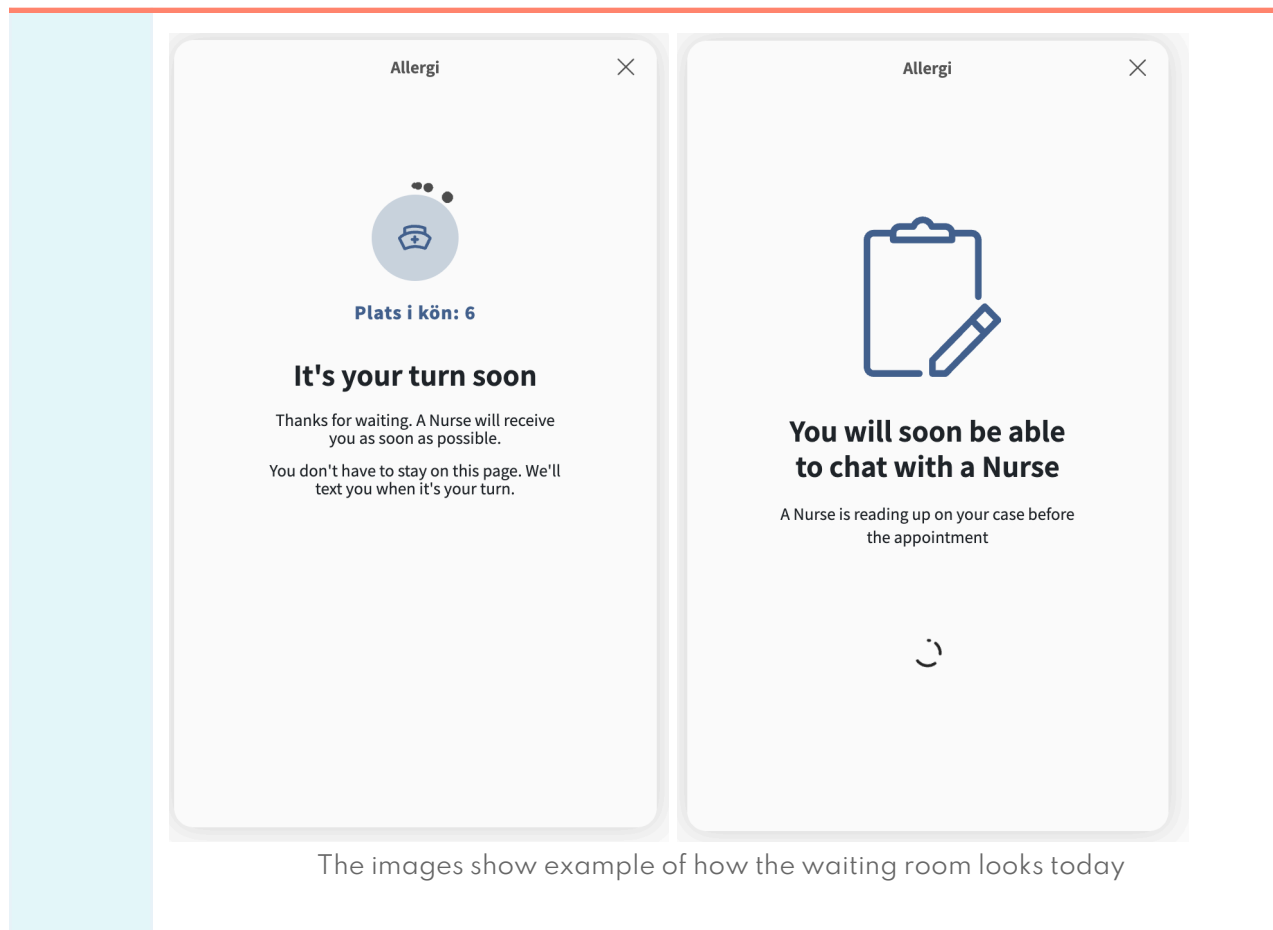 Allergi
Plats i kön: 6
It's your turn soon
Thanks for waiting. A Nurse will receive
you as soon as possible.
You don't have to stay on this page. We'll
text you when it's your turn.
Allergi
You will soon be able
to chat with a Nurse
A Nurse is reading up on your case before
the appointment
The images show example of how the waiting room looks today